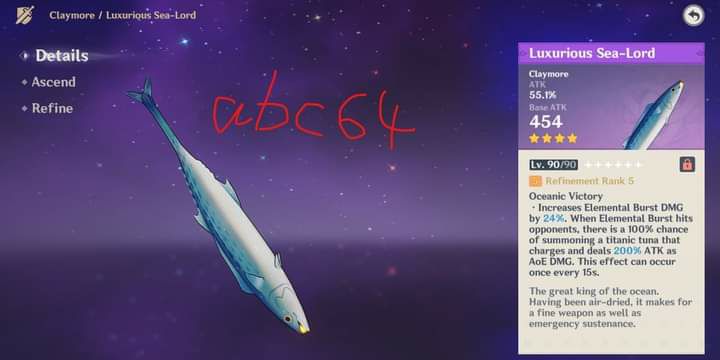 Claymore / Luxurious Sea-Lord
Details
Ascend
Refine
abc64
Luxurious Sea-Lord
Claymore
ATK
55.1%
Base ATK
454
Lv. 90/90
Refinement Rank 5
Oceanic Victory
· Increases Elemental Burst DMG
by 24%. When Elemental Burst hits
opponents, there is a 100% chance
of summoning a titanic tuna that
charges and deals 200% ATK as
AoE DMG. This effect can occur
once every 15s.
The great king of the ocean.
Having been air-dried, it makes for
a fine weapon as well as
emergency sustenance.